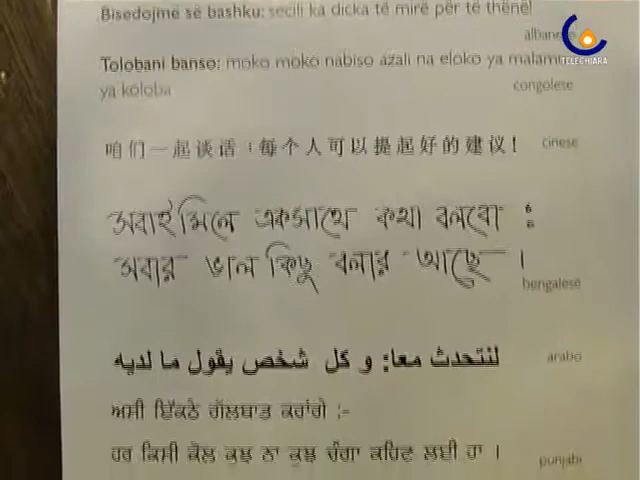 Bisedojmë së bashku: secili ka dicka të mirë për të thënë!
albanese
TELECHIARA
Tolobani banso: moko moko nabiso azali na eloko ya malamu
ya koloba
congolese
咱们一起谈话：每个人可以提起好的建议！ cinese
সবাই মিলে একসাথে কথা বলবো :
সবার ভাল কিছু বলার আছে ।
bengalese
لنتحدث معا: و كل شخص يقول ما لديه arabo
ਅਸੀ ਇੱਕਠੇ ਗੱਲਬਾਤ ਕਰਾਂਗੇ :-
ਹਰ ਕਿਸੀ ਕੋਲ ਕੁਝ ਨਾ ਕੁਝ ਚੰਗਾ ਕਹਿਣ ਲਈ ਹਾ ।
punjabi